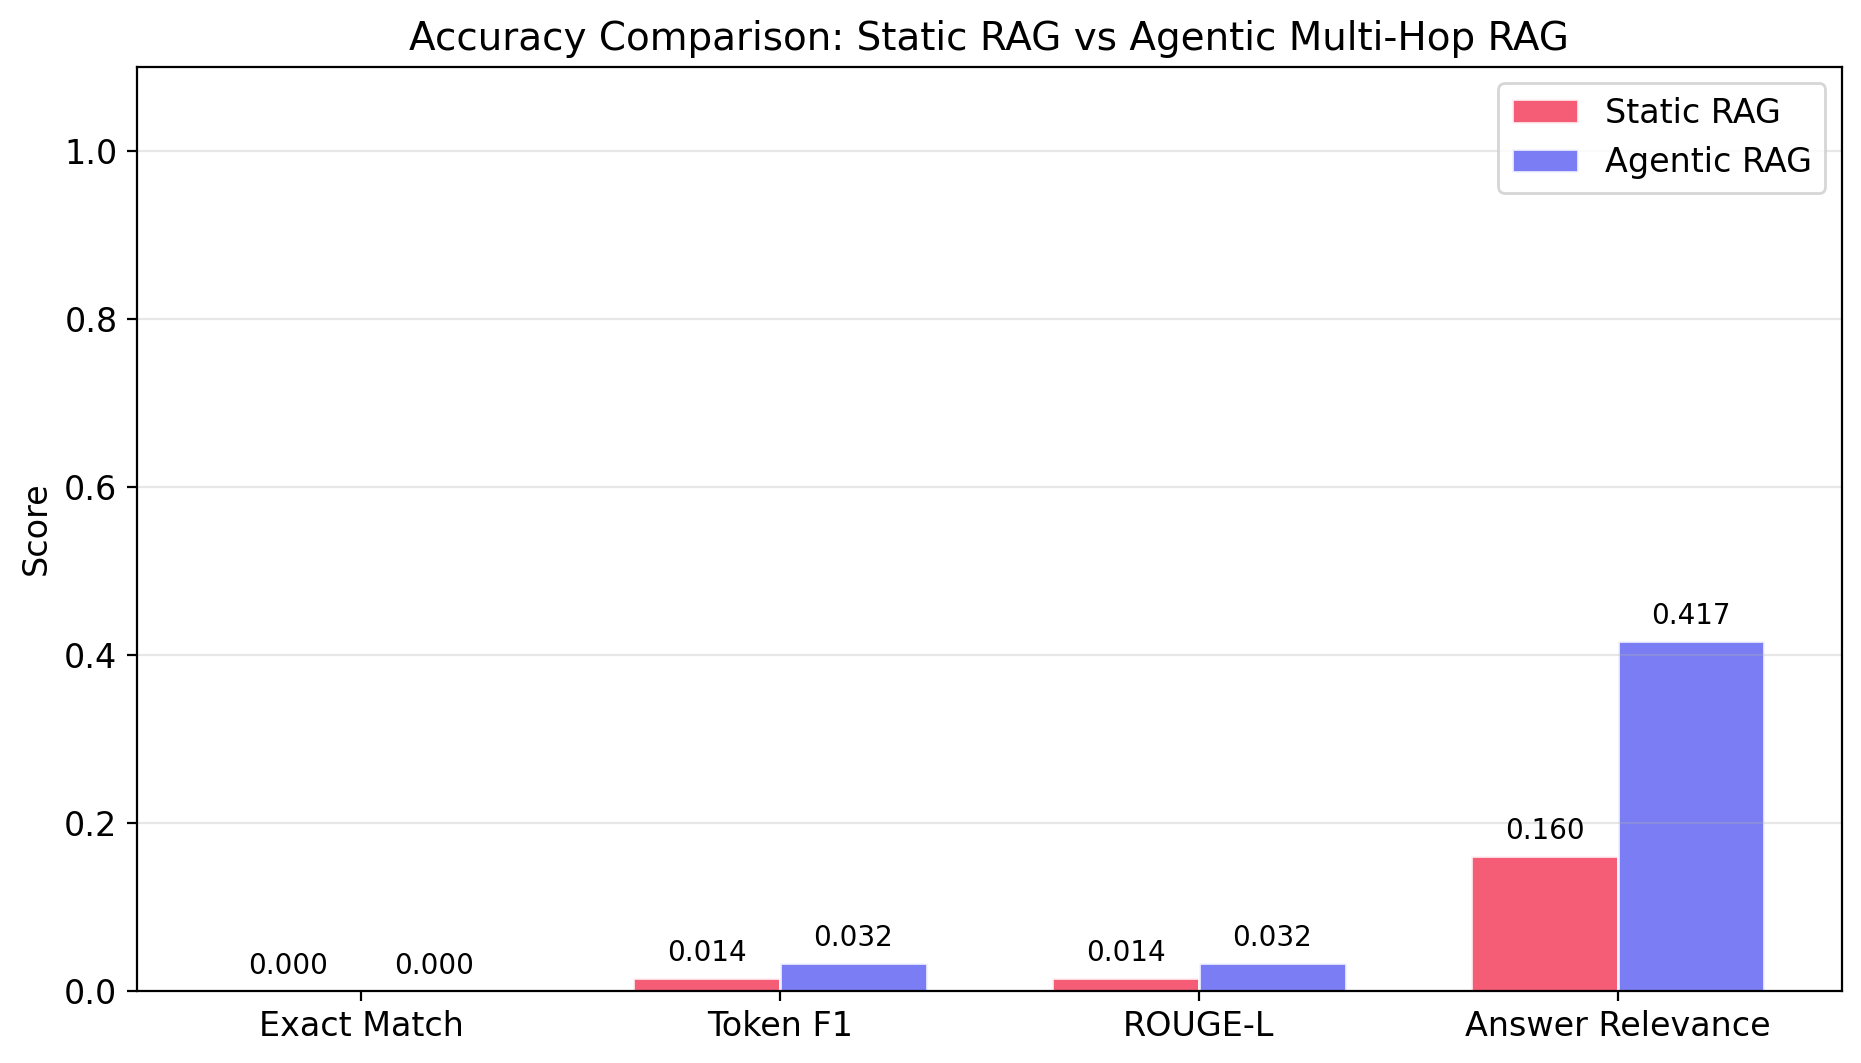 Accuracy Comparison: Static RAG vs Agentic Multi-Hop RAG
Static RAG
Agentic RAG
Score
1.0
0.8
0.6
0.4
0.2
0.0
0.000
0.000
0.014
0.032
0.014
0.032
0.160
0.417
Exact Match
Token F1
ROUGE-L
Answer Relevance